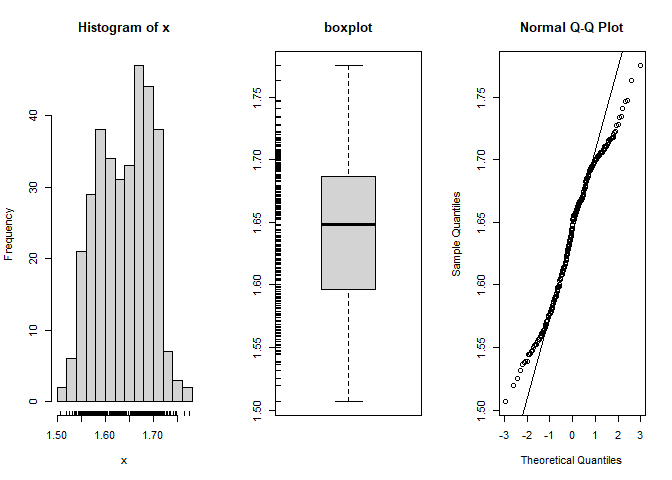 Histogram of x
Frequency
40
30
20
10
0
1.50
1.60
1.70
x
boxplot
1.75
1.70
1.65
1.60
1.55
1.50
Normal Q-Q Plot
Sample Quantiles
1.75
1.70
1.65
1.60
1.55
1.50
-3 -2 -1 0 1 2 3
Theoretical Quantiles